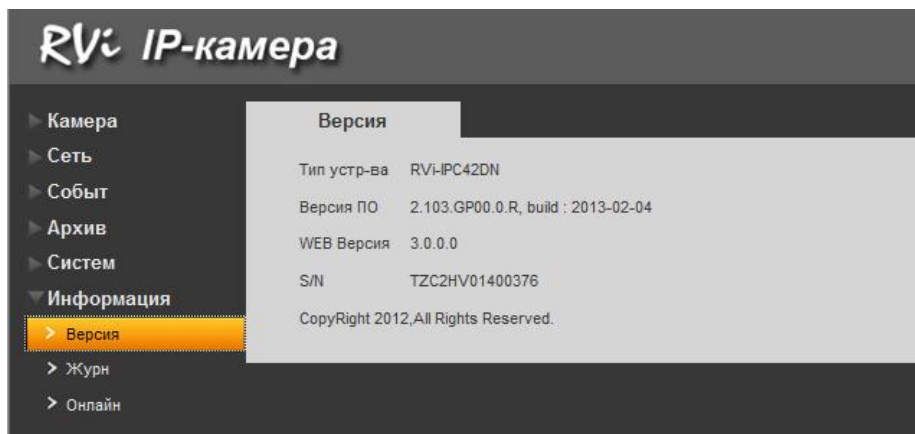 RVi IP-камера
Камера
Сеть
Событ
Архив
Систем
Информация
Версия
Журн
Онлайн
Версия
Тип устр-ва RVi-IPC42DN
Версия ПО 2.103.GP00.0.R, build : 2013-02-04
WEB Версия 3.0.0.0
S/N TZC2HV01400376
CopyRight 2012,All Rights Reserved.